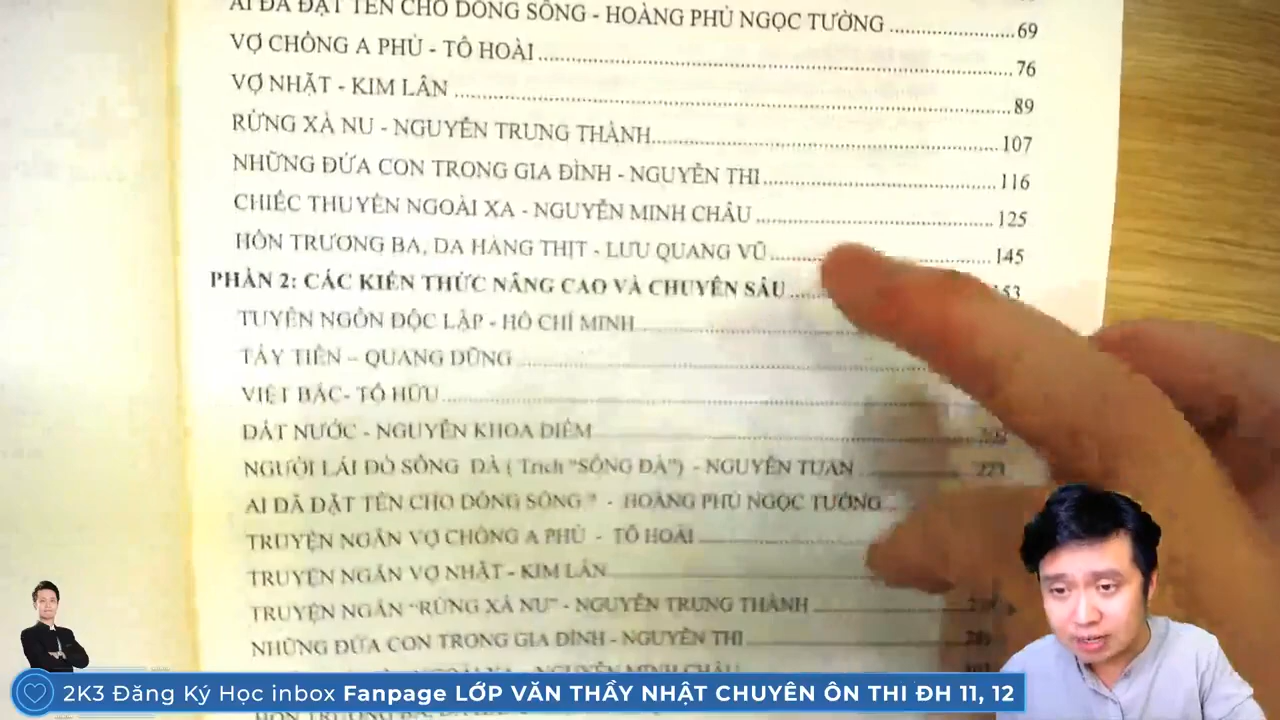 AI ĐÃ ĐẶT TÊN CHO DÒNG SÔNG - HOÀNG PHỦ NGỌC TƯỜNG ..................69
VỢ CHỒNG A PHỦ - TÔ HOÀI ..................76
VỢ NHẶT - KIM LÂN ..................89
RỪNG XÀ NU - NGUYỄN TRUNG THÀNH..................107
NHỮNG ĐỨA CON TRONG GIA ĐÌNH - NGUYỄN THI..................116
CHIẾC THUYỀN NGOÀI XA - NGUYỄN MINH CHÂU ..................125
HỒN TRƯƠNG BA, DA HÀNG THỊT - LƯU QUANG VŨ ..................145
PHẦN 2: CÁC KIẾN THỨC NÂNG CAO VÀ CHUYÊN SÂU ..................153
TUYÊN NGÔN ĐỘC LẬP - HỒ CHÍ MINH
TÂY TIẾN – QUANG DŨNG
VIỆT BẮC- TỐ HỮU
ĐẤT NƯỚC - NGUYỄN KHOA ĐIỀM
NGƯỜI LÁI ĐÒ SÔNG ĐÀ ( Trích "SÔNG ĐÀ") - NGUYỄN TUÂN
AI ĐÃ ĐẶT TÊN CHO DÒNG SÔNG ? - HOÀNG PHỦ NGỌC TƯỜNG
TRUYỆN NGẮN VỢ CHỒNG A PHỦ - TÔ HOÀI
TRUYỆN NGẮN VỢ NHẶT - KIM LÂN
TRUYỆN NGẮN "RỪNG XÀ NU" - NGUYỄN TRUNG THÀNH
NHỮNG ĐỨA CON TRONG GIA ĐÌNH - NGUYỄN THI
NGOÀI XA - NGUYỄN MINH CHÂU
2K3 Đăng Ký Học inbox Fanpage LỚP VĂN THẦY NHẬT CHUYÊN ÔN THI ĐH 11, 12